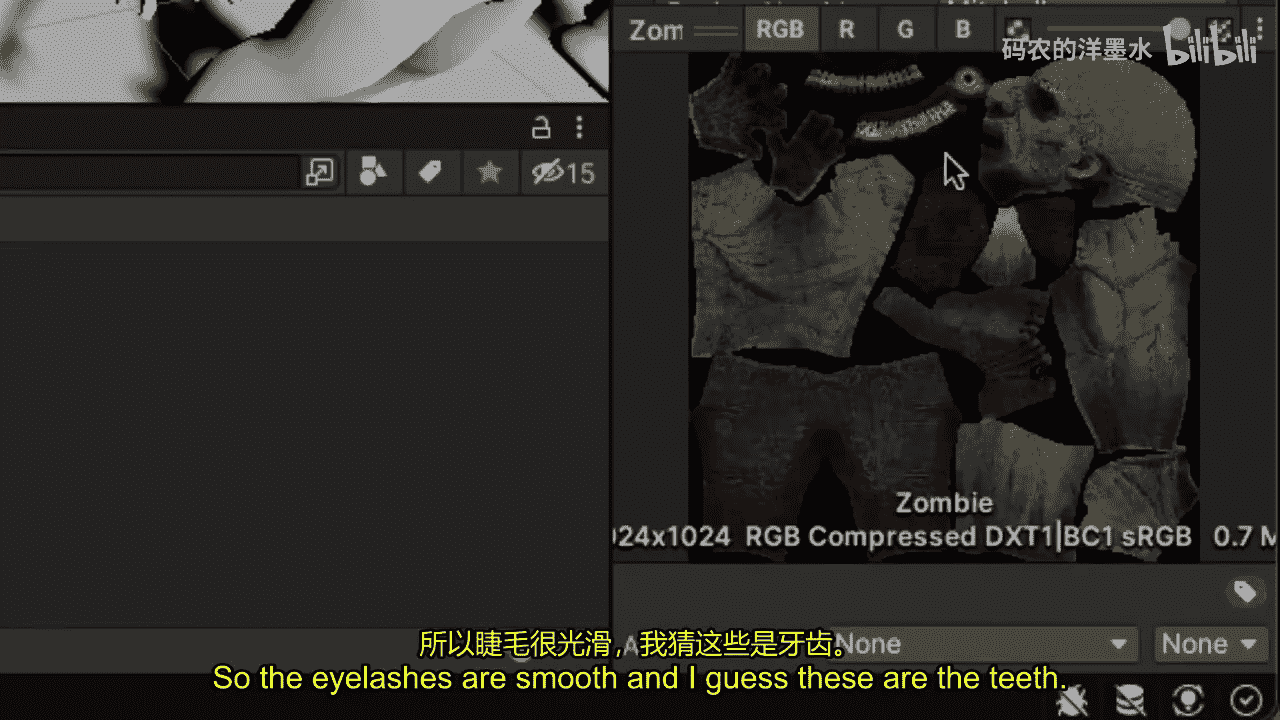 Zom RGB R G B
码农的洋墨水 bilibili
15
Zombie
024x1024 RGB Compressed DXT1|BC1 sRGB 0.7 M
None None
所以睫毛很光滑，我猜这些是牙齿。
So the eyelashes are smooth and I guess these are the teeth.